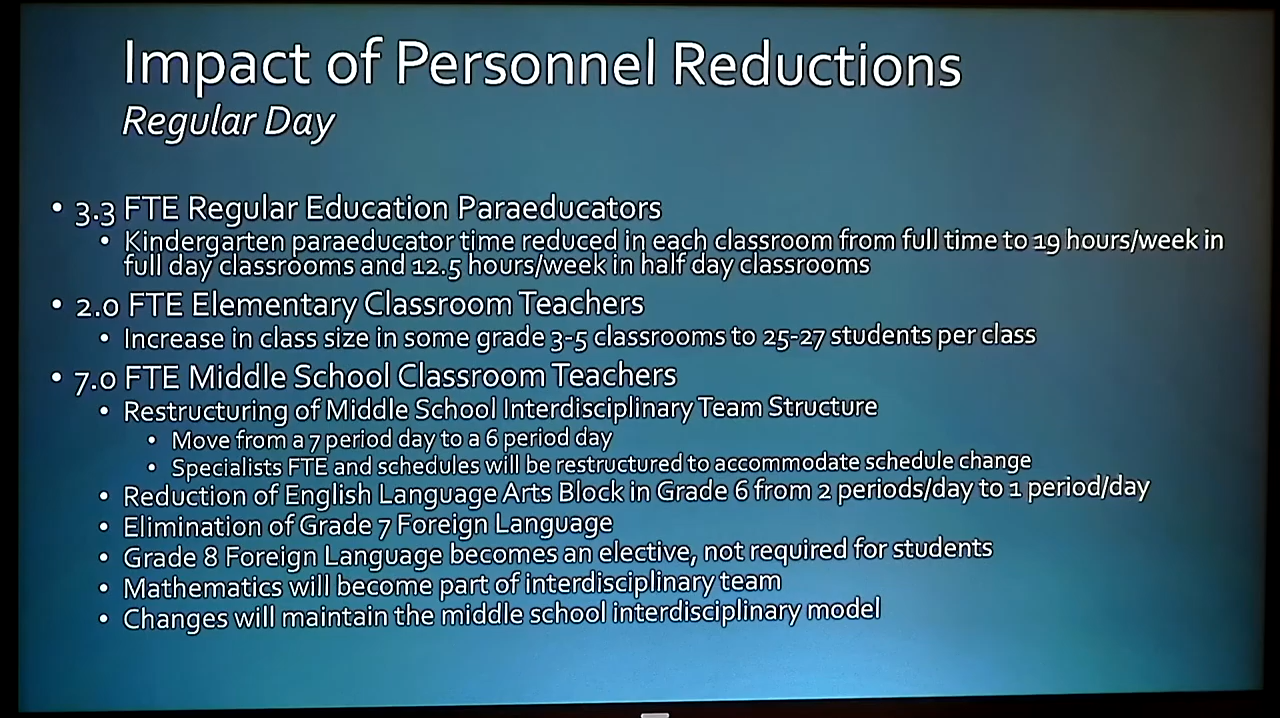 Impact of Personnel Reductions
Regular Day
• 3.3 FTE Regular Education Paraeducators
• Kindergarten paraeducator time reduced in each classroom from full time to 19 hours/week in
full day classrooms and 12.5 hours/week in half day classrooms
• 2.0 FTE Elementary Classroom Teachers
• Increase in class size in some grade 3-5 classrooms to 25-27 students per class
• 7.0 FTE Middle School Classroom Teachers
• Restructuring of Middle School Interdisciplinary Team Structure
• Move from a 7 period day to a 6 period day
• Specialists FTE and schedules will be restructured to accommodate schedule change
• Reduction of English Language Arts Block in Grade 6 from 2 periods/day to 1 period/day
• Elimination of Grade 7 Foreign Language
• Grade 8 Foreign Language becomes an elective, not required for students
• Mathematics will become part of interdisciplinary team
• Changes will maintain the middle school interdisciplinary model